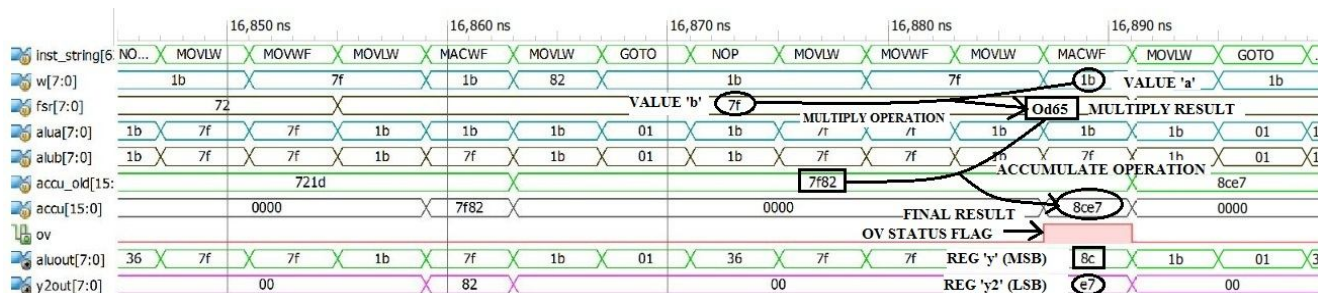 16,850 ns 16,860 ns 16,870 ns 16,880 ns 16,890 ns
inst_string[6: NO... MOVLW MOVWF MOVLW MACWF MOVLW GOTO NOP MOVLW MOVWF MOVLW MACWF MOVLW GOTO
w[7:0] 1b 7f 1b 82 1b 7f 1b VALUE 'a' 1b
fsr[7:0] 72 VALUE 'b' 7f 0d65 MULTIPLY RESULT
MULTIPLY OPERATION
alua[7:0] 1b 7f 7f 1b 1b 1b 01 1b 7f 7f 1b 1b 1b 01
alub[7:0] 1b 7f 7f 1b 7f 1b 01 1b 7f 7f 1b 7f 1b 01
ACCUMULATE OPERATION
accu_old[15: 721d 7f82 8ce7
accu[15:0] 0000 7f82 0000 FINAL RESULT 8ce7 0000
ov OV STATUS FLAG
aluout[7:0] 36 7f 7f 1b 7f 1b 01 36 7f 7f REG 'y' (MSB) 8c 1b 01
y2out[7:0] 00 82 00 REG 'y2' (LSB) e7 00